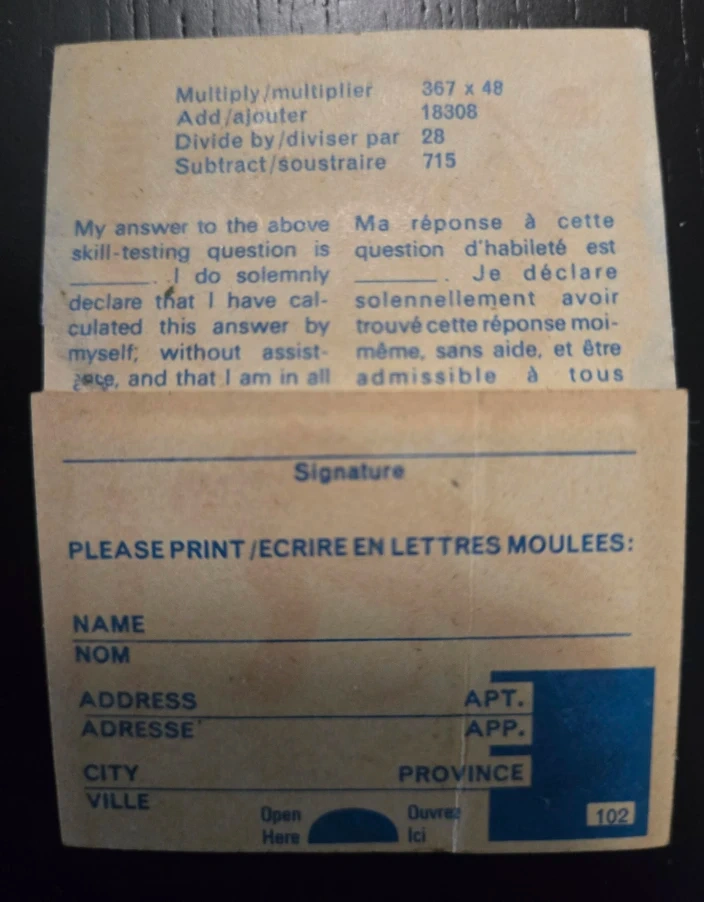 Multiply/multiplier 367 x 48
Add/ajouter 18308
Divide by/diviser par 28
Subtract/soustraire 715
My answer to the above
skill-testing question is
______. I do solemnly
declare that I have cal-
culated this answer by
myself; without assist-
ance, and that I am in all
Ma réponse à cette
question d'habileté est
______. Je déclare
solennellement avoir
trouvé cette réponse moi-
même, sans aide, et être
admissible à tous
Signature
PLEASE PRINT/ECRIRE EN LETTRES MOULEES:
NAME
NOM
ADDRESS APT.
ADRESSE APP.
CITY PROVINCE
VILLE
Open Here
Ouvrez Ici
102